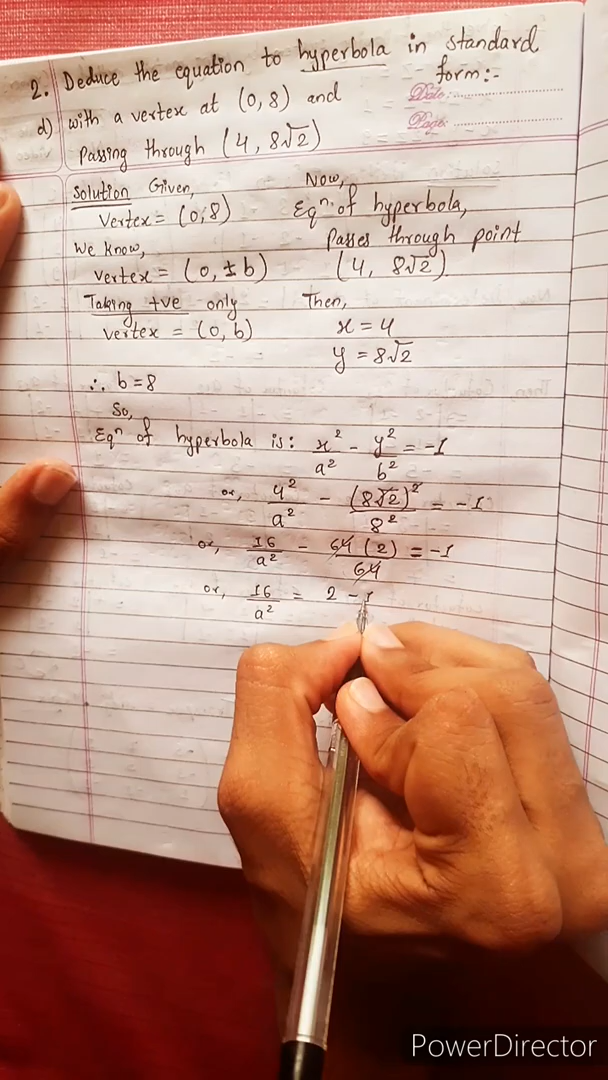 2. Deduce the equation to hyperbola in standard form:-
Date:
Page:
d) with a vertex at (0,8) and
Passing through (4, 8√2)
Solution Given,
Vertex = (0,8)
We know,
vertex = (0, ±b)
Taking +ve only
vertex = (0, b)
∴ b = 8
Now,
Eqⁿ. of hyperbola,
Passes through point
(4, 8√2)
Then,
x = 4
y = 8√2
So,
Eqⁿ of hyperbola is: x²/a² - y²/b² = -1
or, 4²/a² - (8√2)²/8² = -1
or, 16/a² - 64(2)/64 = -1
or, 16/a² = 2 - 1
PowerDirector